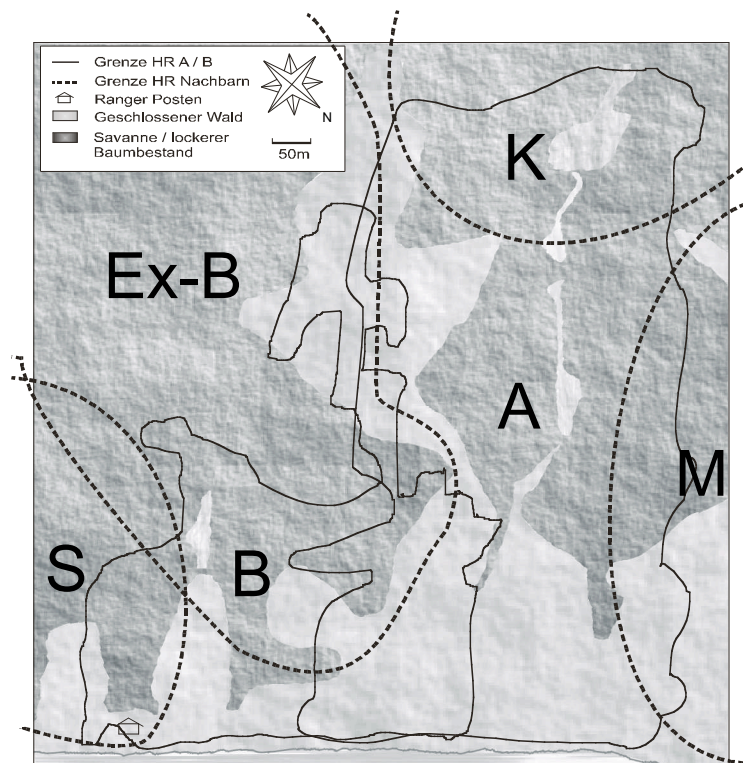 Grenze HR A / B
Grenze HR Nachbarn
Ranger Posten
Geschlossener Wald
Savanne / lockerer
Baumbestand
N
50m
K
Ex-B
A
M
S
B